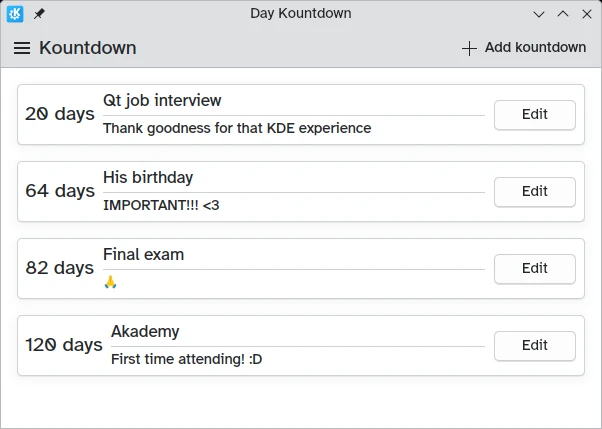 Day Kountdown
Kountdown
Add kountdown
20 days
Qt job interview
Thank goodness for that KDE experience
Edit
64 days
His birthday
IMPORTANT!!! <3
Edit
82 days
Final exam
🙏
Edit
120 days
Akademy
First time attending! :D
Edit